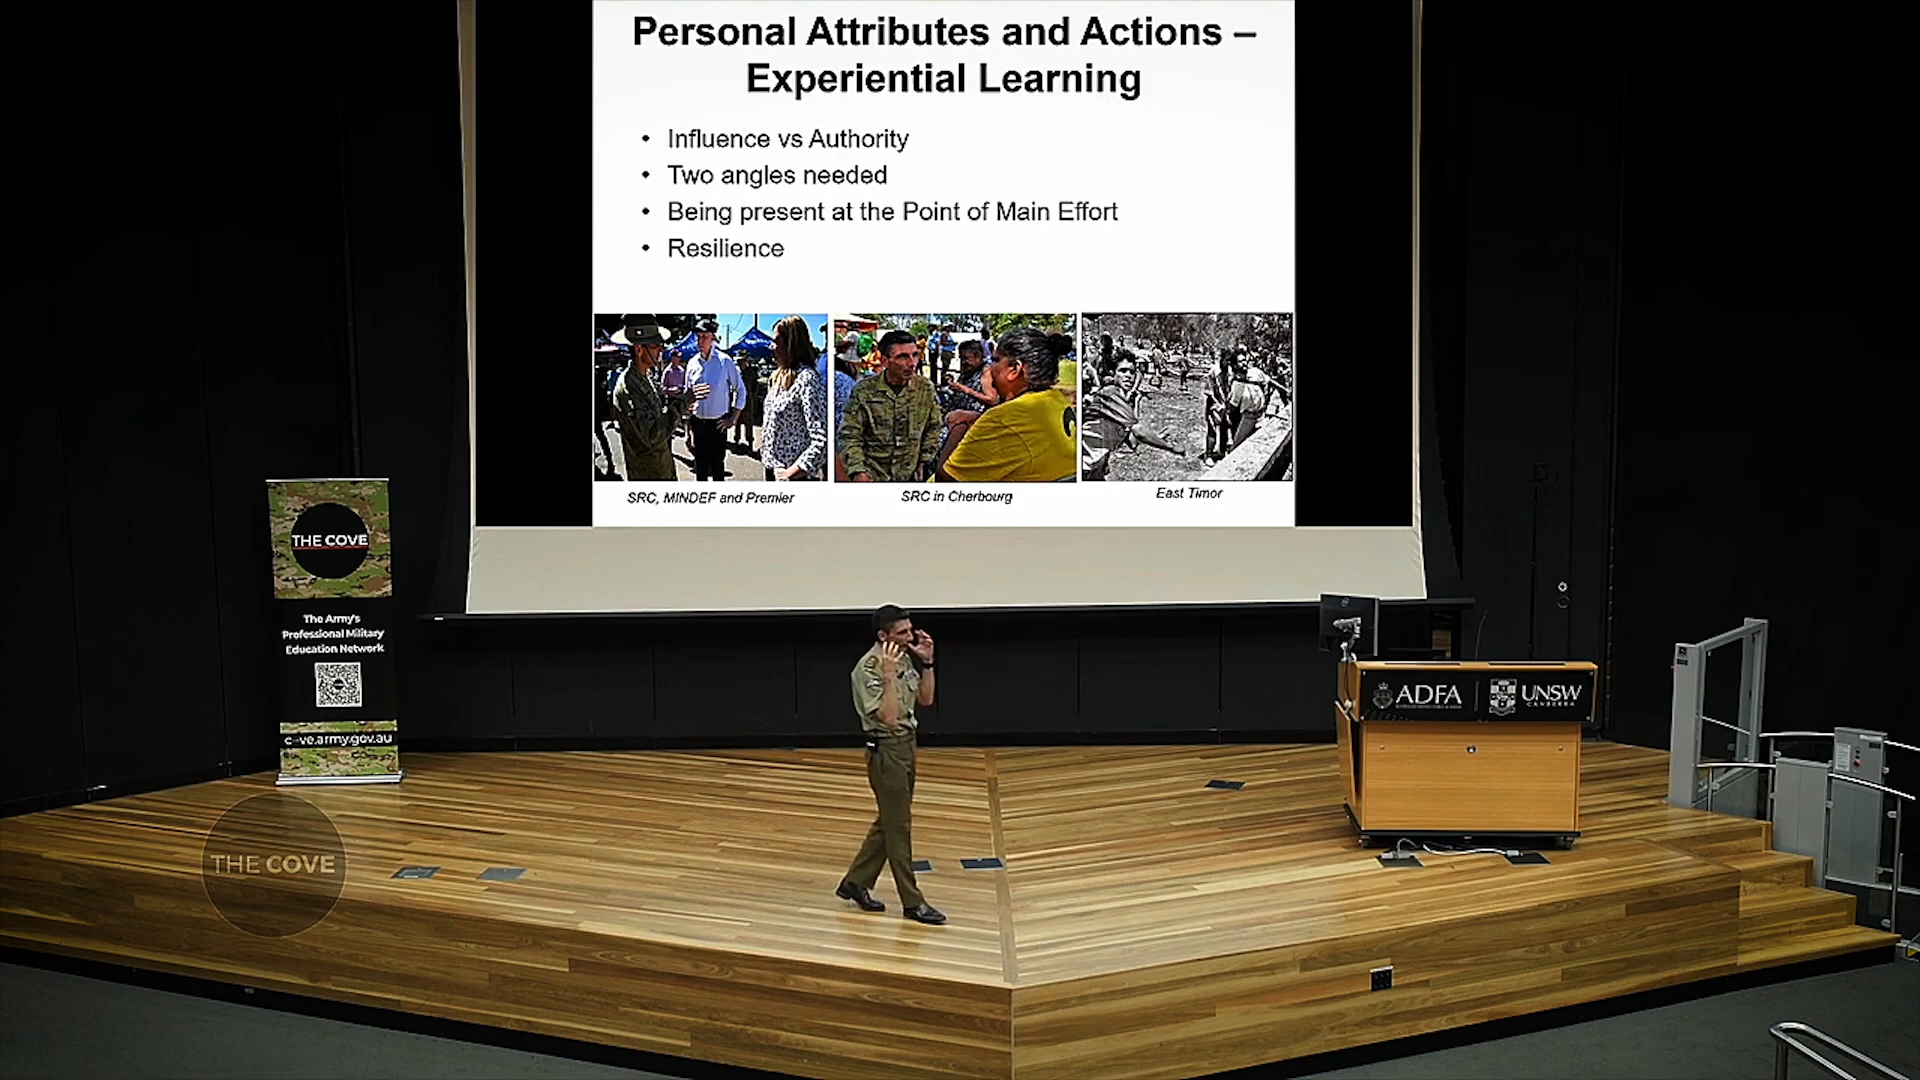 Personal Attributes and Actions –
Experiential Learning
• Influence vs Authority
• Two angles needed
• Being present at the Point of Main Effort
• Resilience
SRC, MINDEF and Premier
SRC in Cherbourg
East Timor
THE COVE
The Army's
Professional Military
Education Network
cove.army.gov.au
ADFA
UNSW
CANBERRA
THE COVE